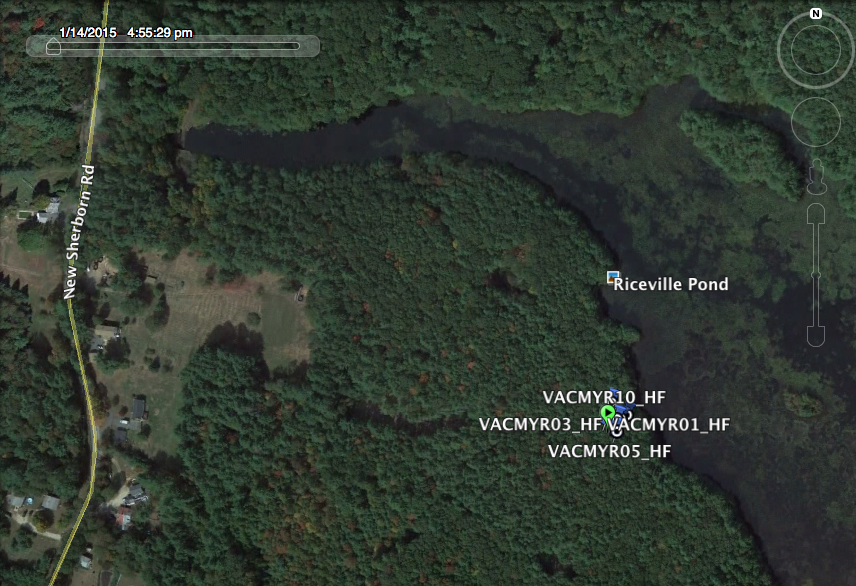 1/14/2015 4:55:29 pm
N
New Sherborn Rd
Riceville Pond
VACMYR10_HF
VACMYR03_HF VACMYR01_HF
VACMYR05_HF